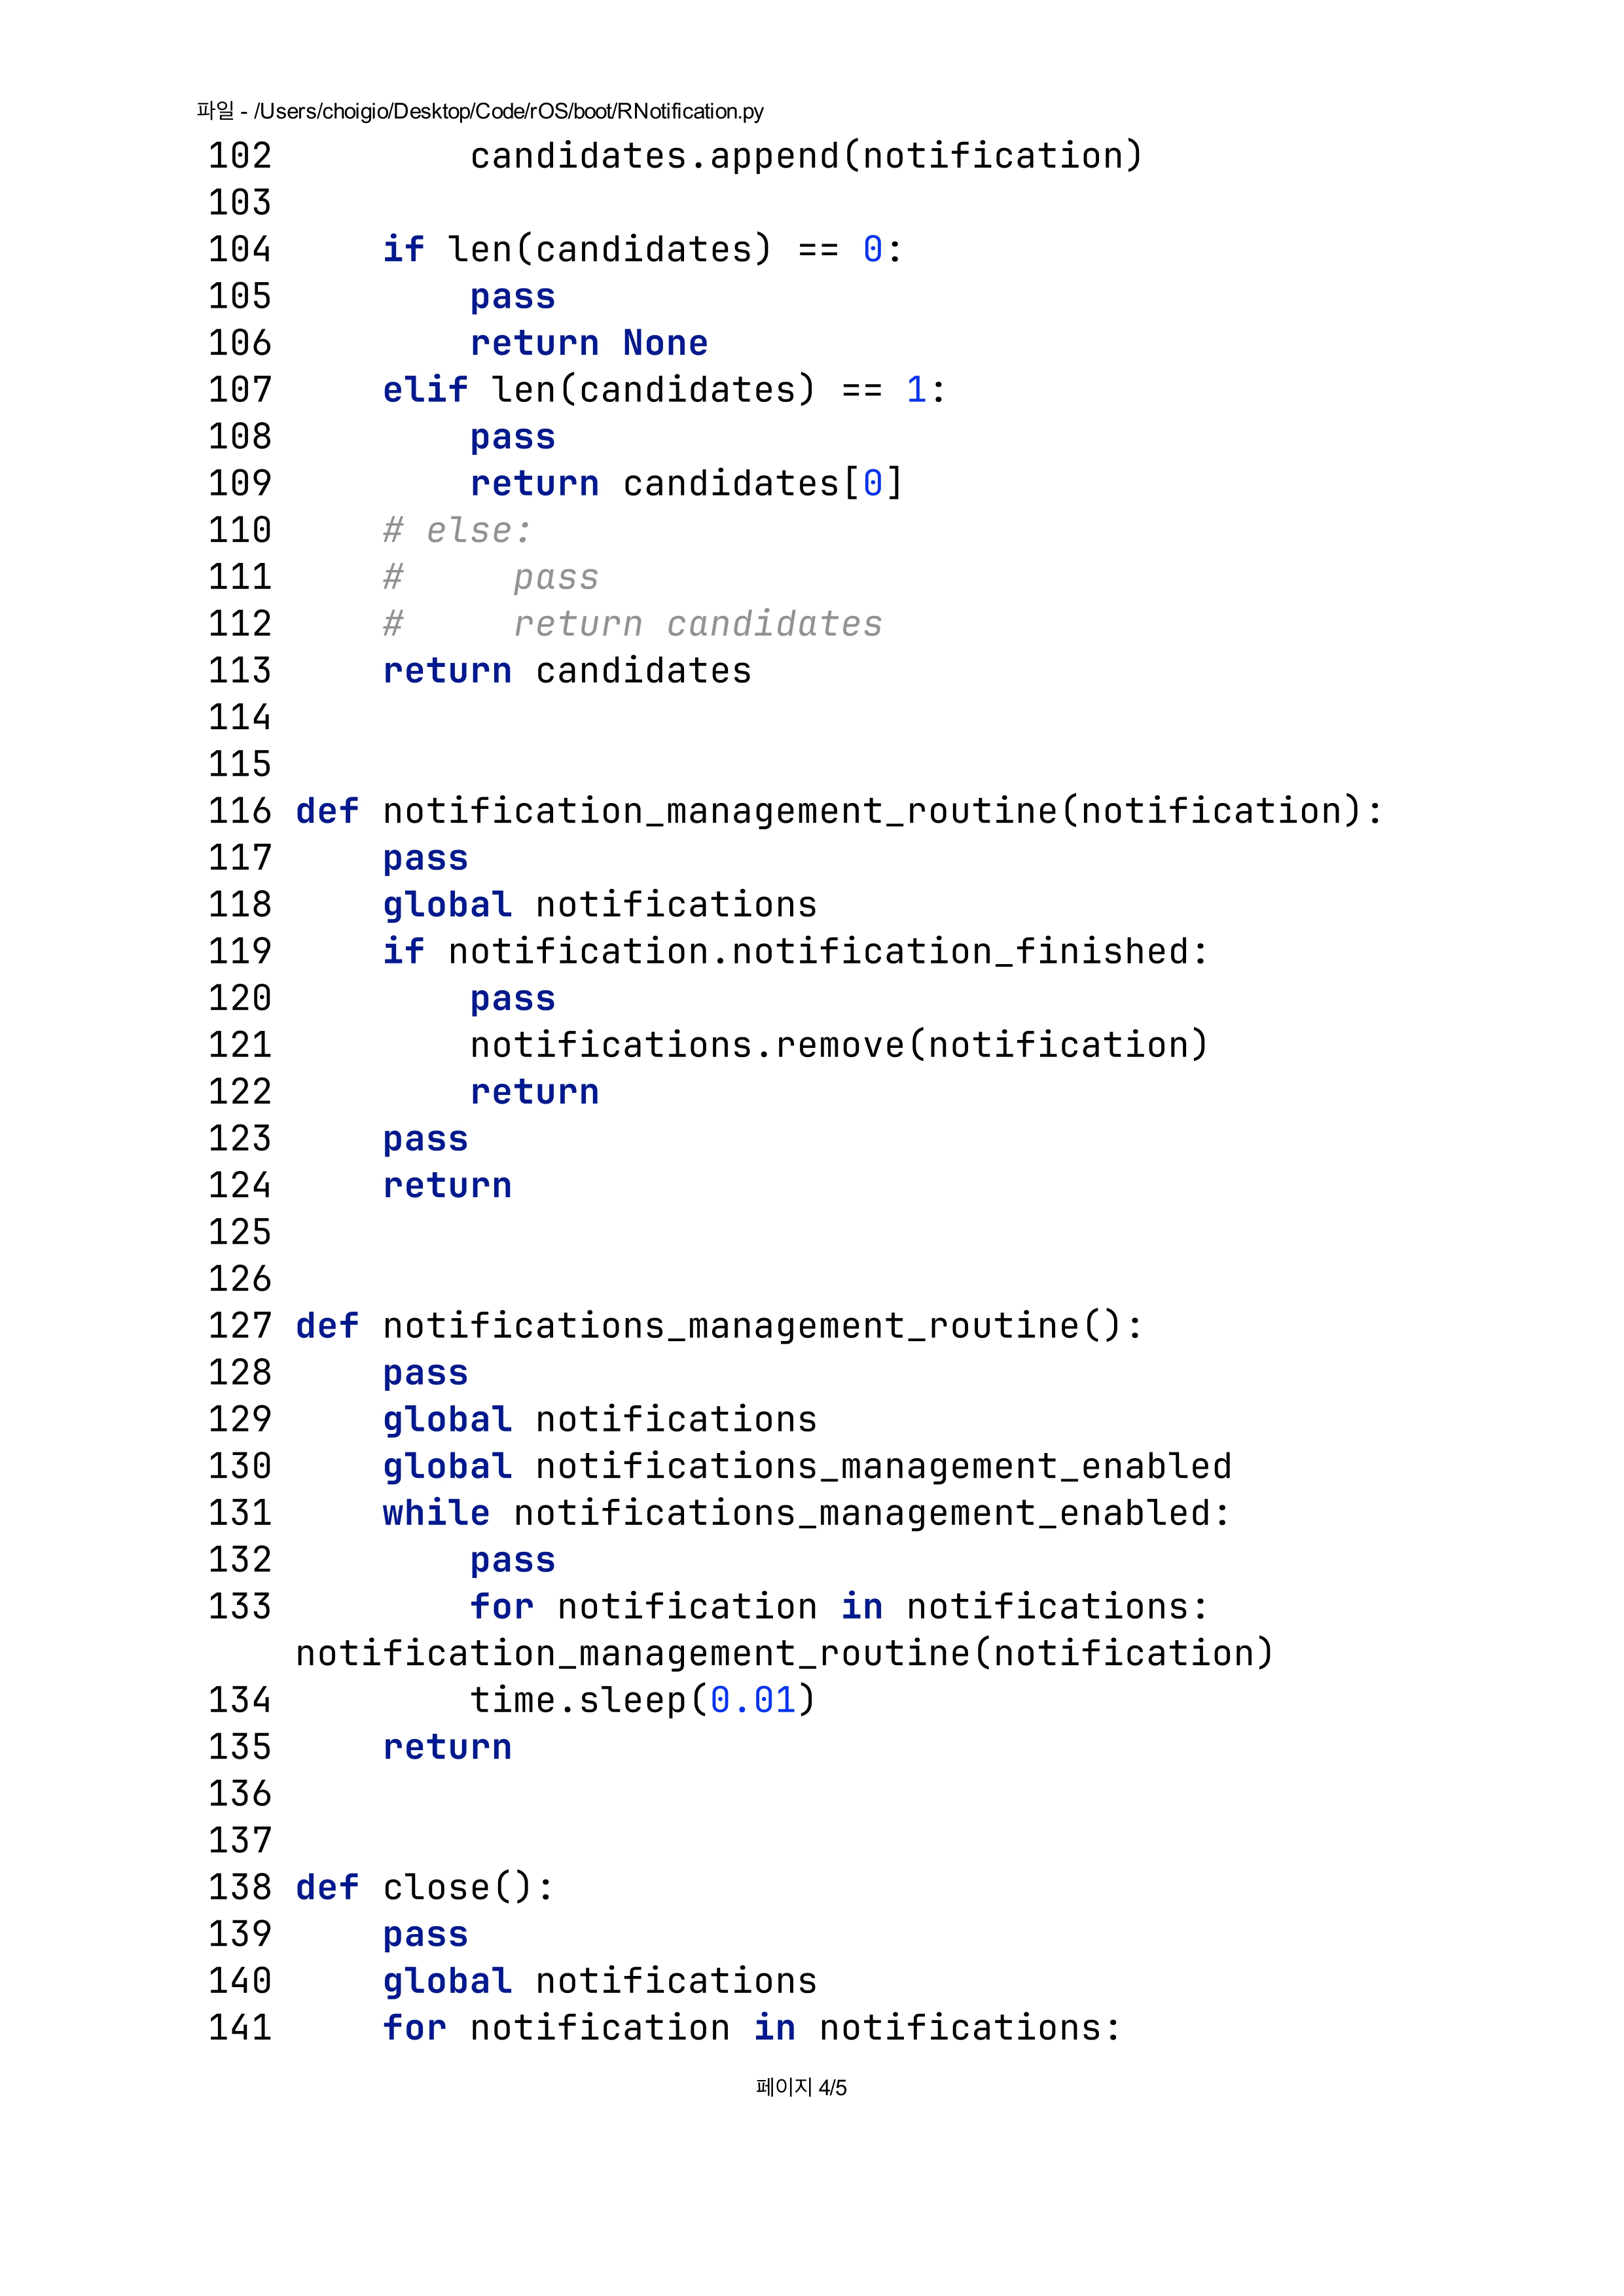 파일 - /Users/choigio/Desktop/Code/rOS/boot/RNotification.py
102         candidates.append(notification)
103
104     if len(candidates) == 0:
105         pass
106         return None
107     elif len(candidates) == 1:
108         pass
109         return candidates[0]
110     # else:
111     #     pass
112     #     return candidates
113     return candidates
114
115
116 def notification_management_routine(notification):
117     pass
118     global notifications
119     if notification.notification_finished:
120         pass
121         notifications.remove(notification)
122         return
123     pass
124     return
125
126
127 def notifications_management_routine():
128     pass
129     global notifications
130     global notifications_management_enabled
131     while notifications_management_enabled:
132         pass
133         for notification in notifications:
    notification_management_routine(notification)
134         time.sleep(0.01)
135     return
136
137
138 def close():
139     pass
140     global notifications
141     for notification in notifications:
페이지 4/5